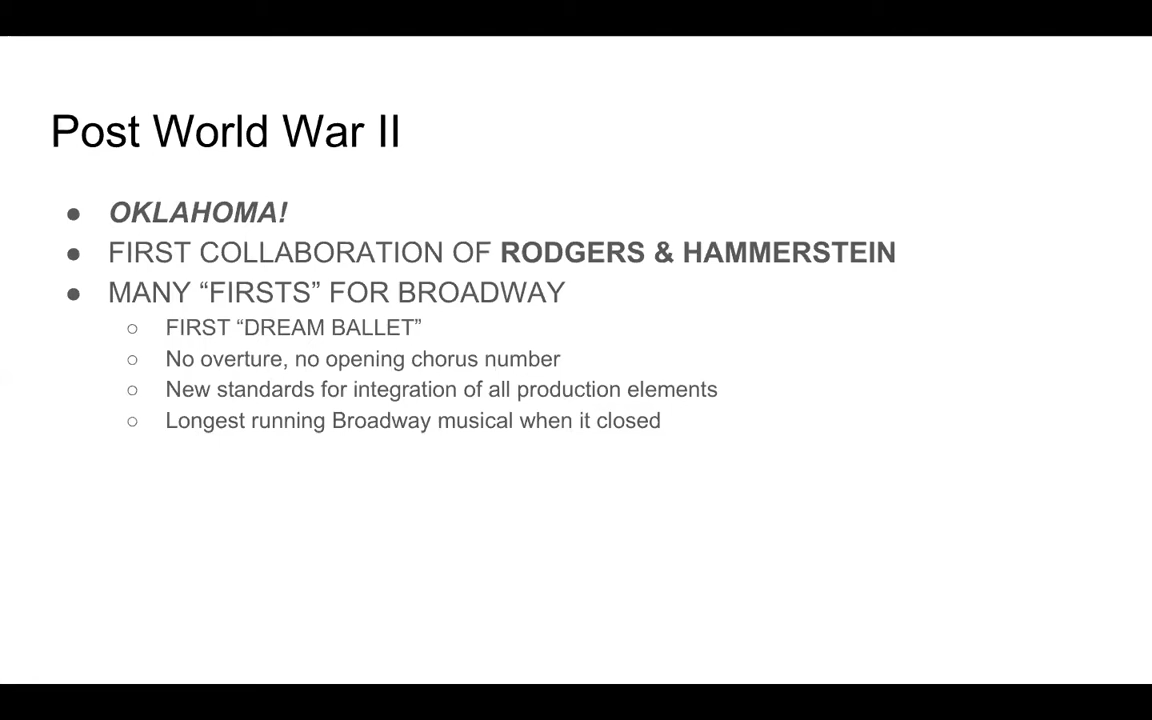 Post World War II
● OKLAHOMA!
● FIRST COLLABORATION OF RODGERS & HAMMERSTEIN
● MANY “FIRSTS” FOR BROADWAY
○ FIRST “DREAM BALLET”
○ No overture, no opening chorus number
○ New standards for integration of all production elements
○ Longest running Broadway musical when it closed